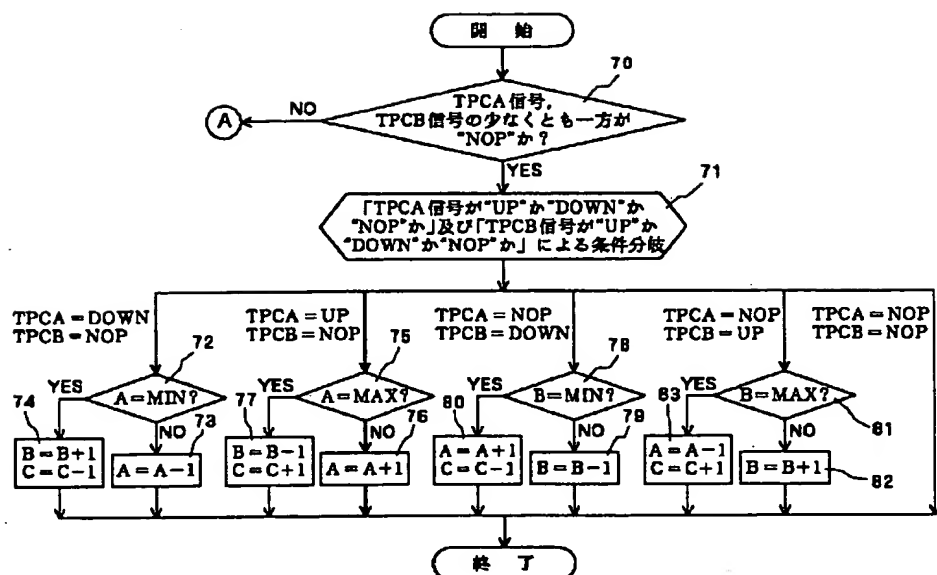 開 始
70
TPCA信号,
TPCB信号の少なくとも一方が
"NOP"か?
NO
A
YES
71
「TPCA信号が"UP"か"DOWN"か
"NOP"か」及び「TPCB信号が"UP"か
"DOWN"か"NOP"か」による条件分岐
TPCA=DOWN
TPCB=NOP
TPCA=UP
TPCB=NOP
TPCA=NOP
TPCB=DOWN
TPCA=NOP
TPCB=UP
TPCA=NOP
TPCB=NOP
72
A=MIN?
YES
NO
74
B=B+1
C=C-1
73
A=A-1
75
A=MAX?
YES
NO
77
B=B-1
C=C+1
76
A=A+1
78
B=MIN?
YES
NO
80
A=A+1
C=C-1
79
B=B-1
B=MAX?
81
YES
NO
83
A=A-1
C=C+1
B=B+1
82
終 了